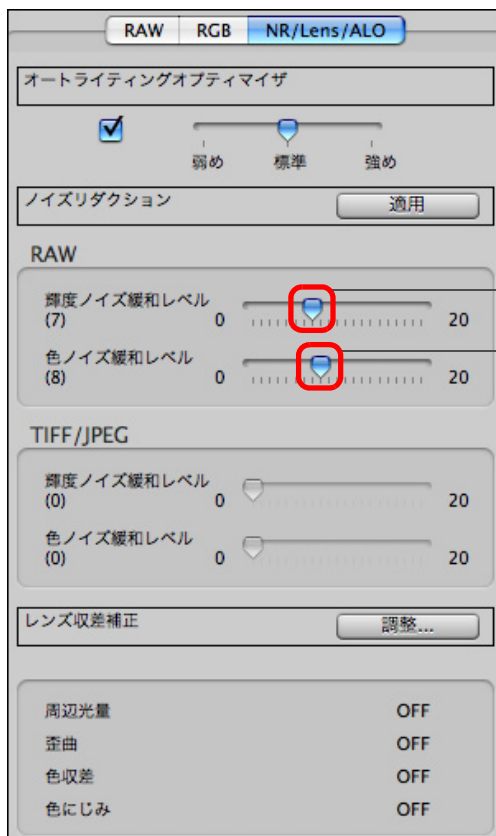 RAW RGB NR/Lens/ALO
オートライティングオプティマイザ
弱め 標準 強め
ノイズリダクション 適用
RAW
輝度ノイズ緩和レベル
(7) 0 20
色ノイズ緩和レベル
(8) 0 20
TIFF/JPEG
輝度ノイズ緩和レベル
(0) 0 20
色ノイズ緩和レベル
(0) 0 20
レンズ収差補正 調整...
周辺光量 OFF
歪曲 OFF
色収差 OFF
色にじみ OFF